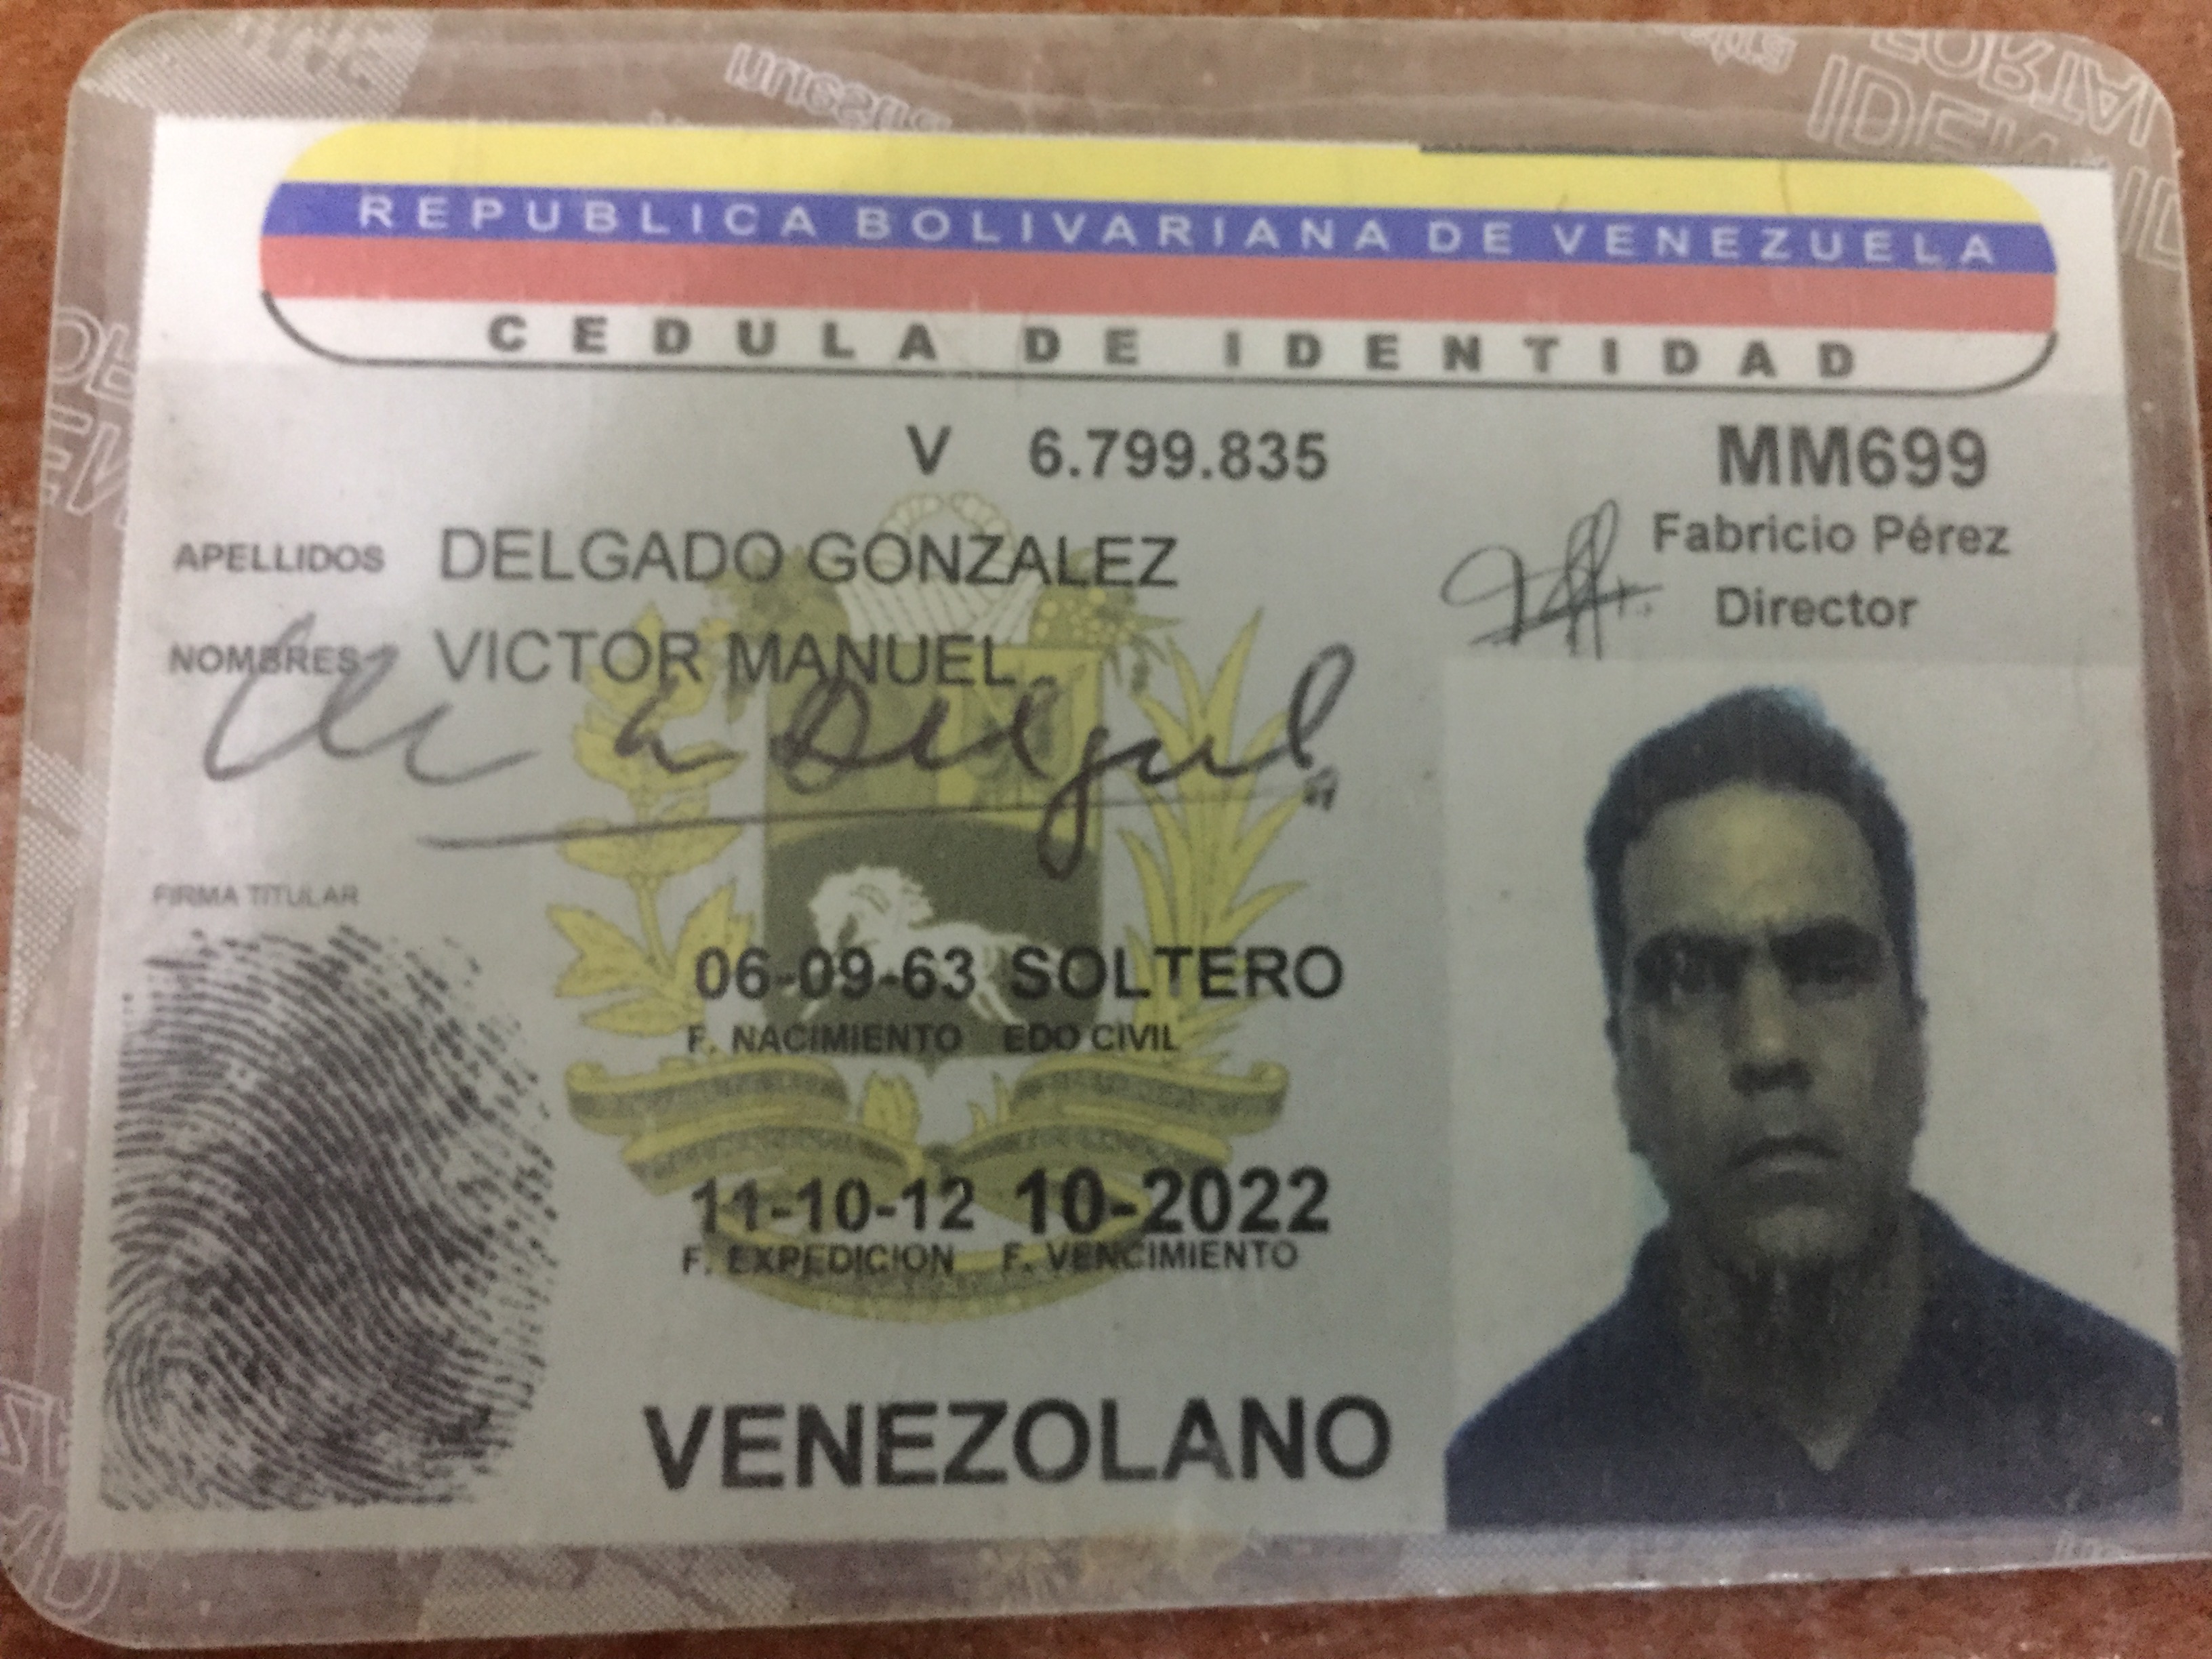 REPUBLICA BOLIVARIANA DE VENEZUELA
CEDULA DE IDENTIDAD
V 6.799.835 MM699
APELLIDOS DELGADO GONZALEZ
Fabricio Pérez
NOMBRES VICTOR MANUEL
Director
FIRMA TITULAR
06-09-63 SOLTERO
F. NACIMIENTO EDO CIVIL
11-10-12 10-2022
F. EXPEDICION F. VENCIMIENTO
VENEZOLANO